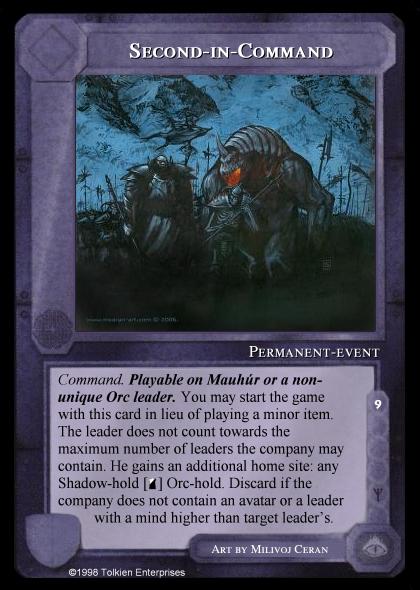 Second-in-Command
www.milivojart.com © 2006.
Permanent-event
Command. Playable on Mauhúr or a non-
unique Orc leader. You may start the game
with this card in lieu of playing a minor item.
The leader does not count towards the
maximum number of leaders the company may
contain. He gains an additional home site: any
Shadow-hold [] Orc-hold. Discard if the
company does not contain an avatar or a leader
with a mind higher than target leader's.
9
Art by Milivoj Ceran
©1998 Tolkien Enterprises